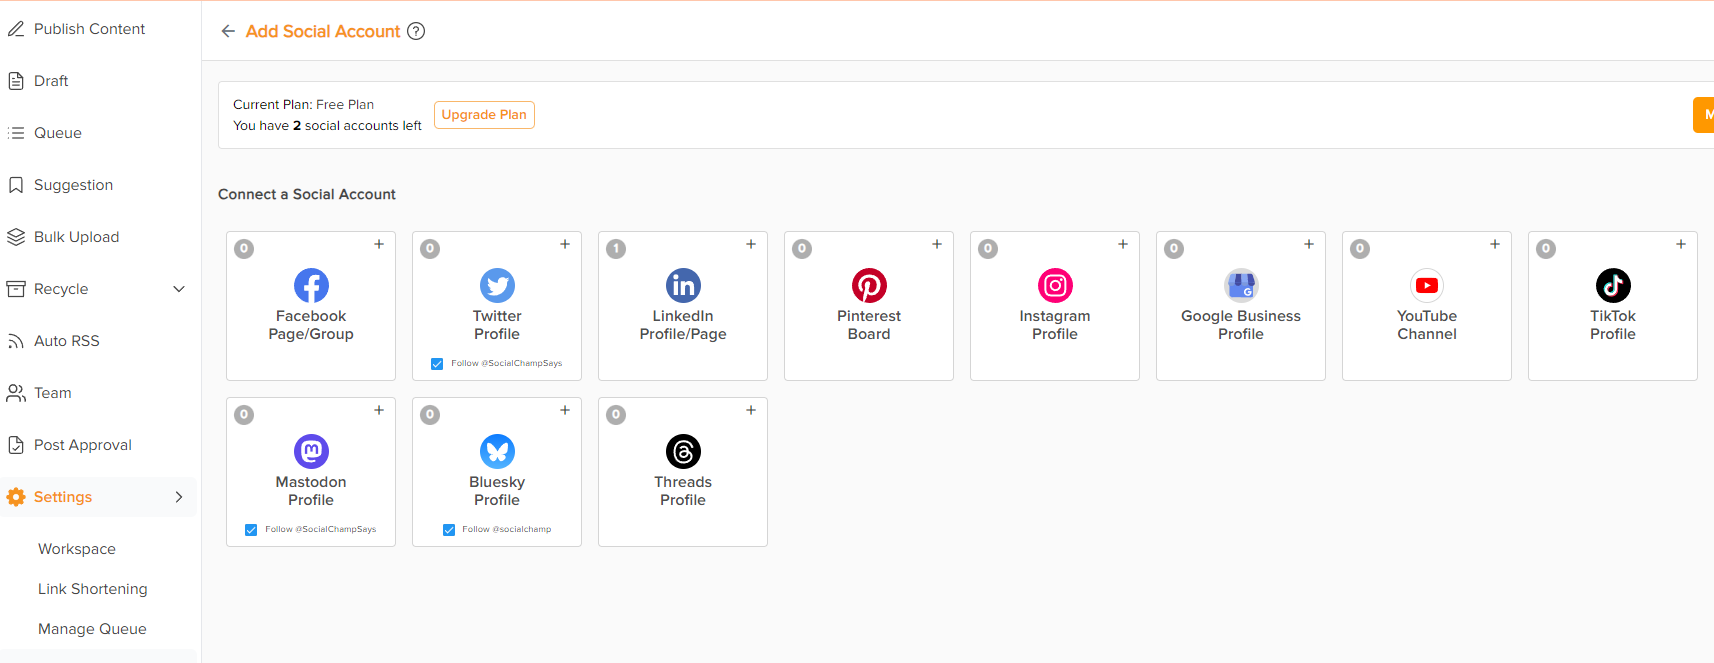 Publish Content
Draft
Queue
Suggestion
Bulk Upload
Recycle
Auto RSS
Team
Post Approval
Settings
Workspace
Link Shortening
Manage Queue
Add Social Account ?
Current Plan: Free Plan
You have 2 social accounts left
Upgrade Plan
M
Connect a Social Account
0 +
Facebook
Page/Group
0 +
Twitter
Profile
Follow @SocialChampSays
1 +
LinkedIn
Profile/Page
0 +
Pinterest
Board
0 +
Instagram
Profile
0 +
Google Business
Profile
0 +
YouTube
Channel
0 +
TikTok
Profile
0 +
Mastodon
Profile
Follow @SocialChampSays
0 +
Bluesky
Profile
Follow @socialchamp
0 +
Threads
Profile